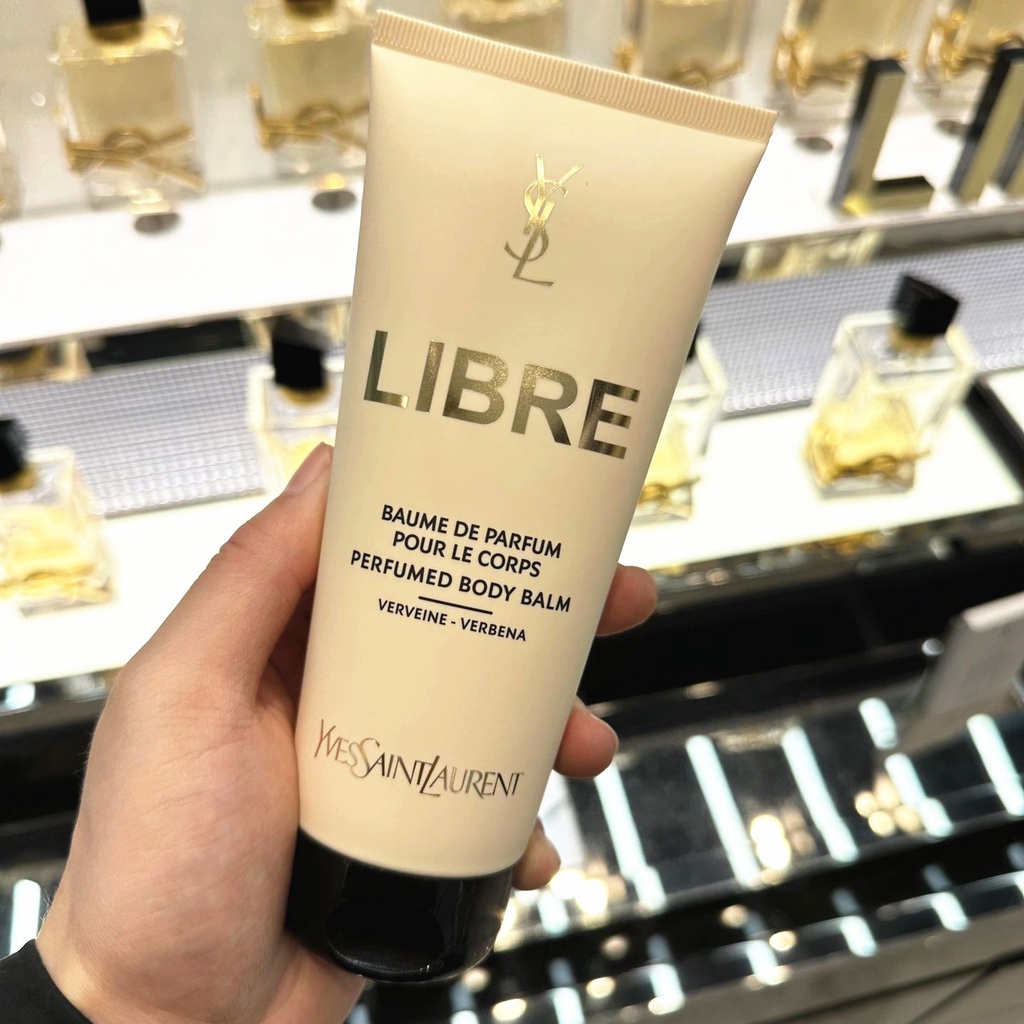 YSL
LIBRE
BAUME DE PARFUM
POUR LE CORPS
PERFUMED BODY BALM
VERVEINE - VERBENA
YVESSAINTLAURENT